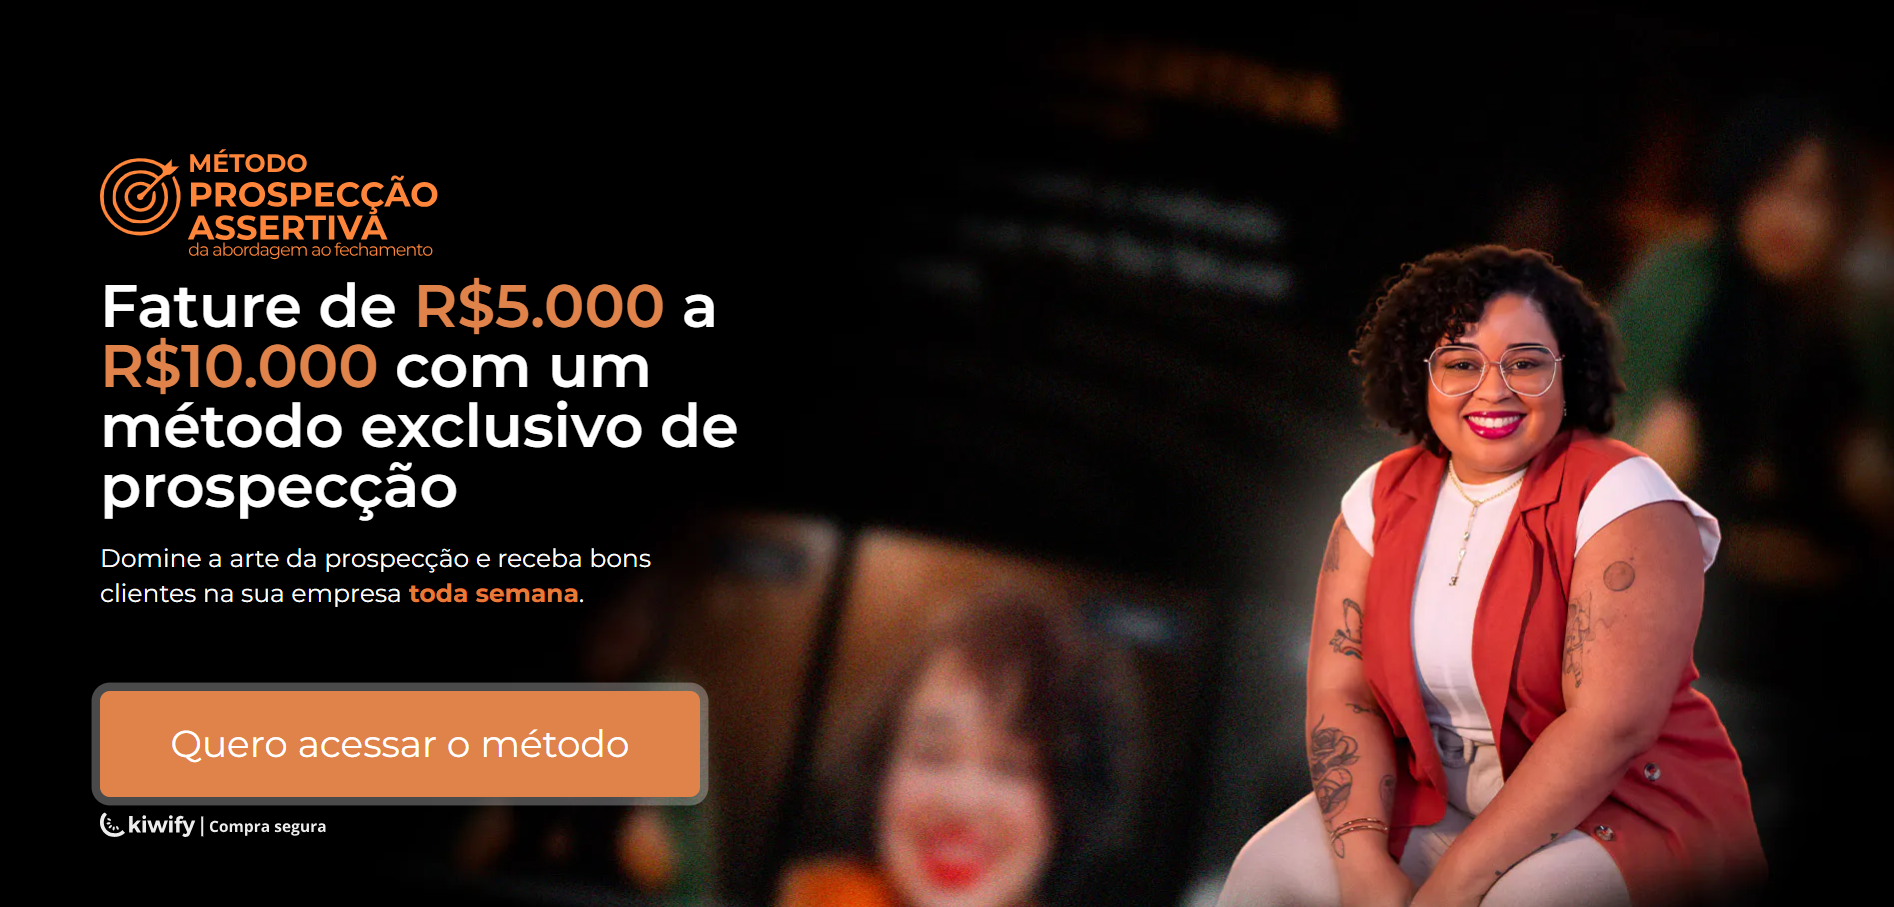 MÉTODO
PROSPECÇÃO
ASSERTIVA
da abordagem ao fechamento
Fature de R$5.000 a
R$10.000 com um
método exclusivo de
prospecção
Domine a arte da prospecção e receba bons
clientes na sua empresa toda semana.
Quero acessar o método
kiwify | Compra segura